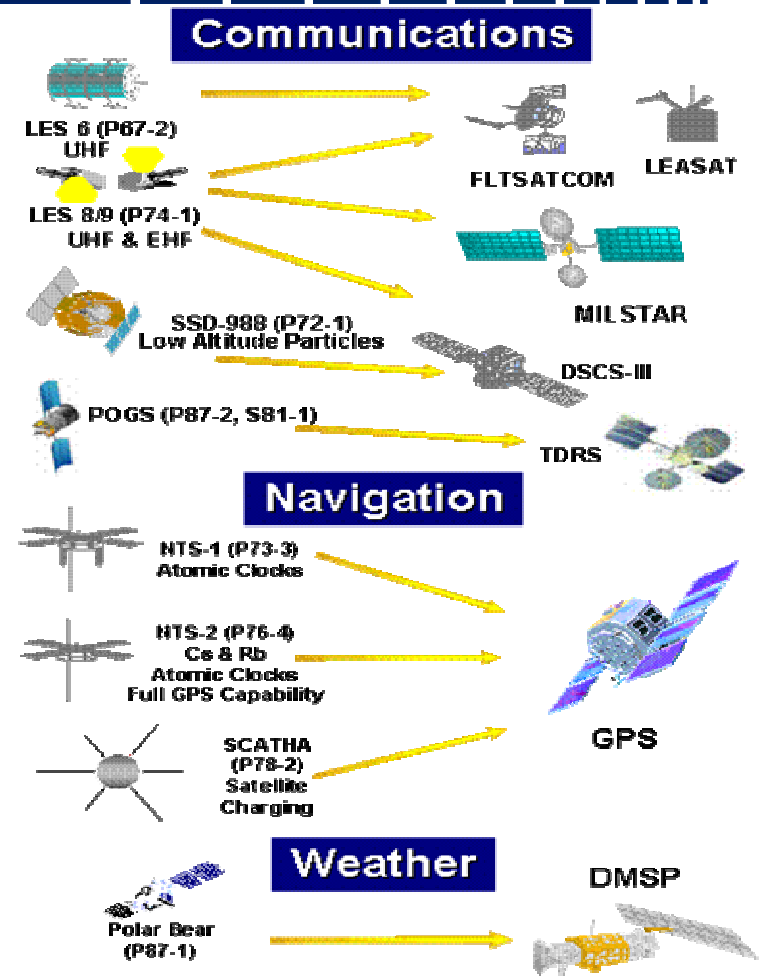 Communications
LES 6 (P67-2)
UHF
FLTSATCOM
LEASAT
LES 8/9 (P74-1)
UHF & EHF
MILSTAR
SSD-988 (P72-1)
Low Altitude Particles
DSCS-III
POGS (P87-2, S81-1)
TDRS
Navigation
NTS-1 (P73-3)
Atomic Clocks
NTS-2 (P76-4)
Cs & Rb
Atomic Clocks
Full GPS Capability
GPS
SCATHA
(P78-2)
Satellite
Charging
Weather
DMSP
Polar Bear
(P87-1)